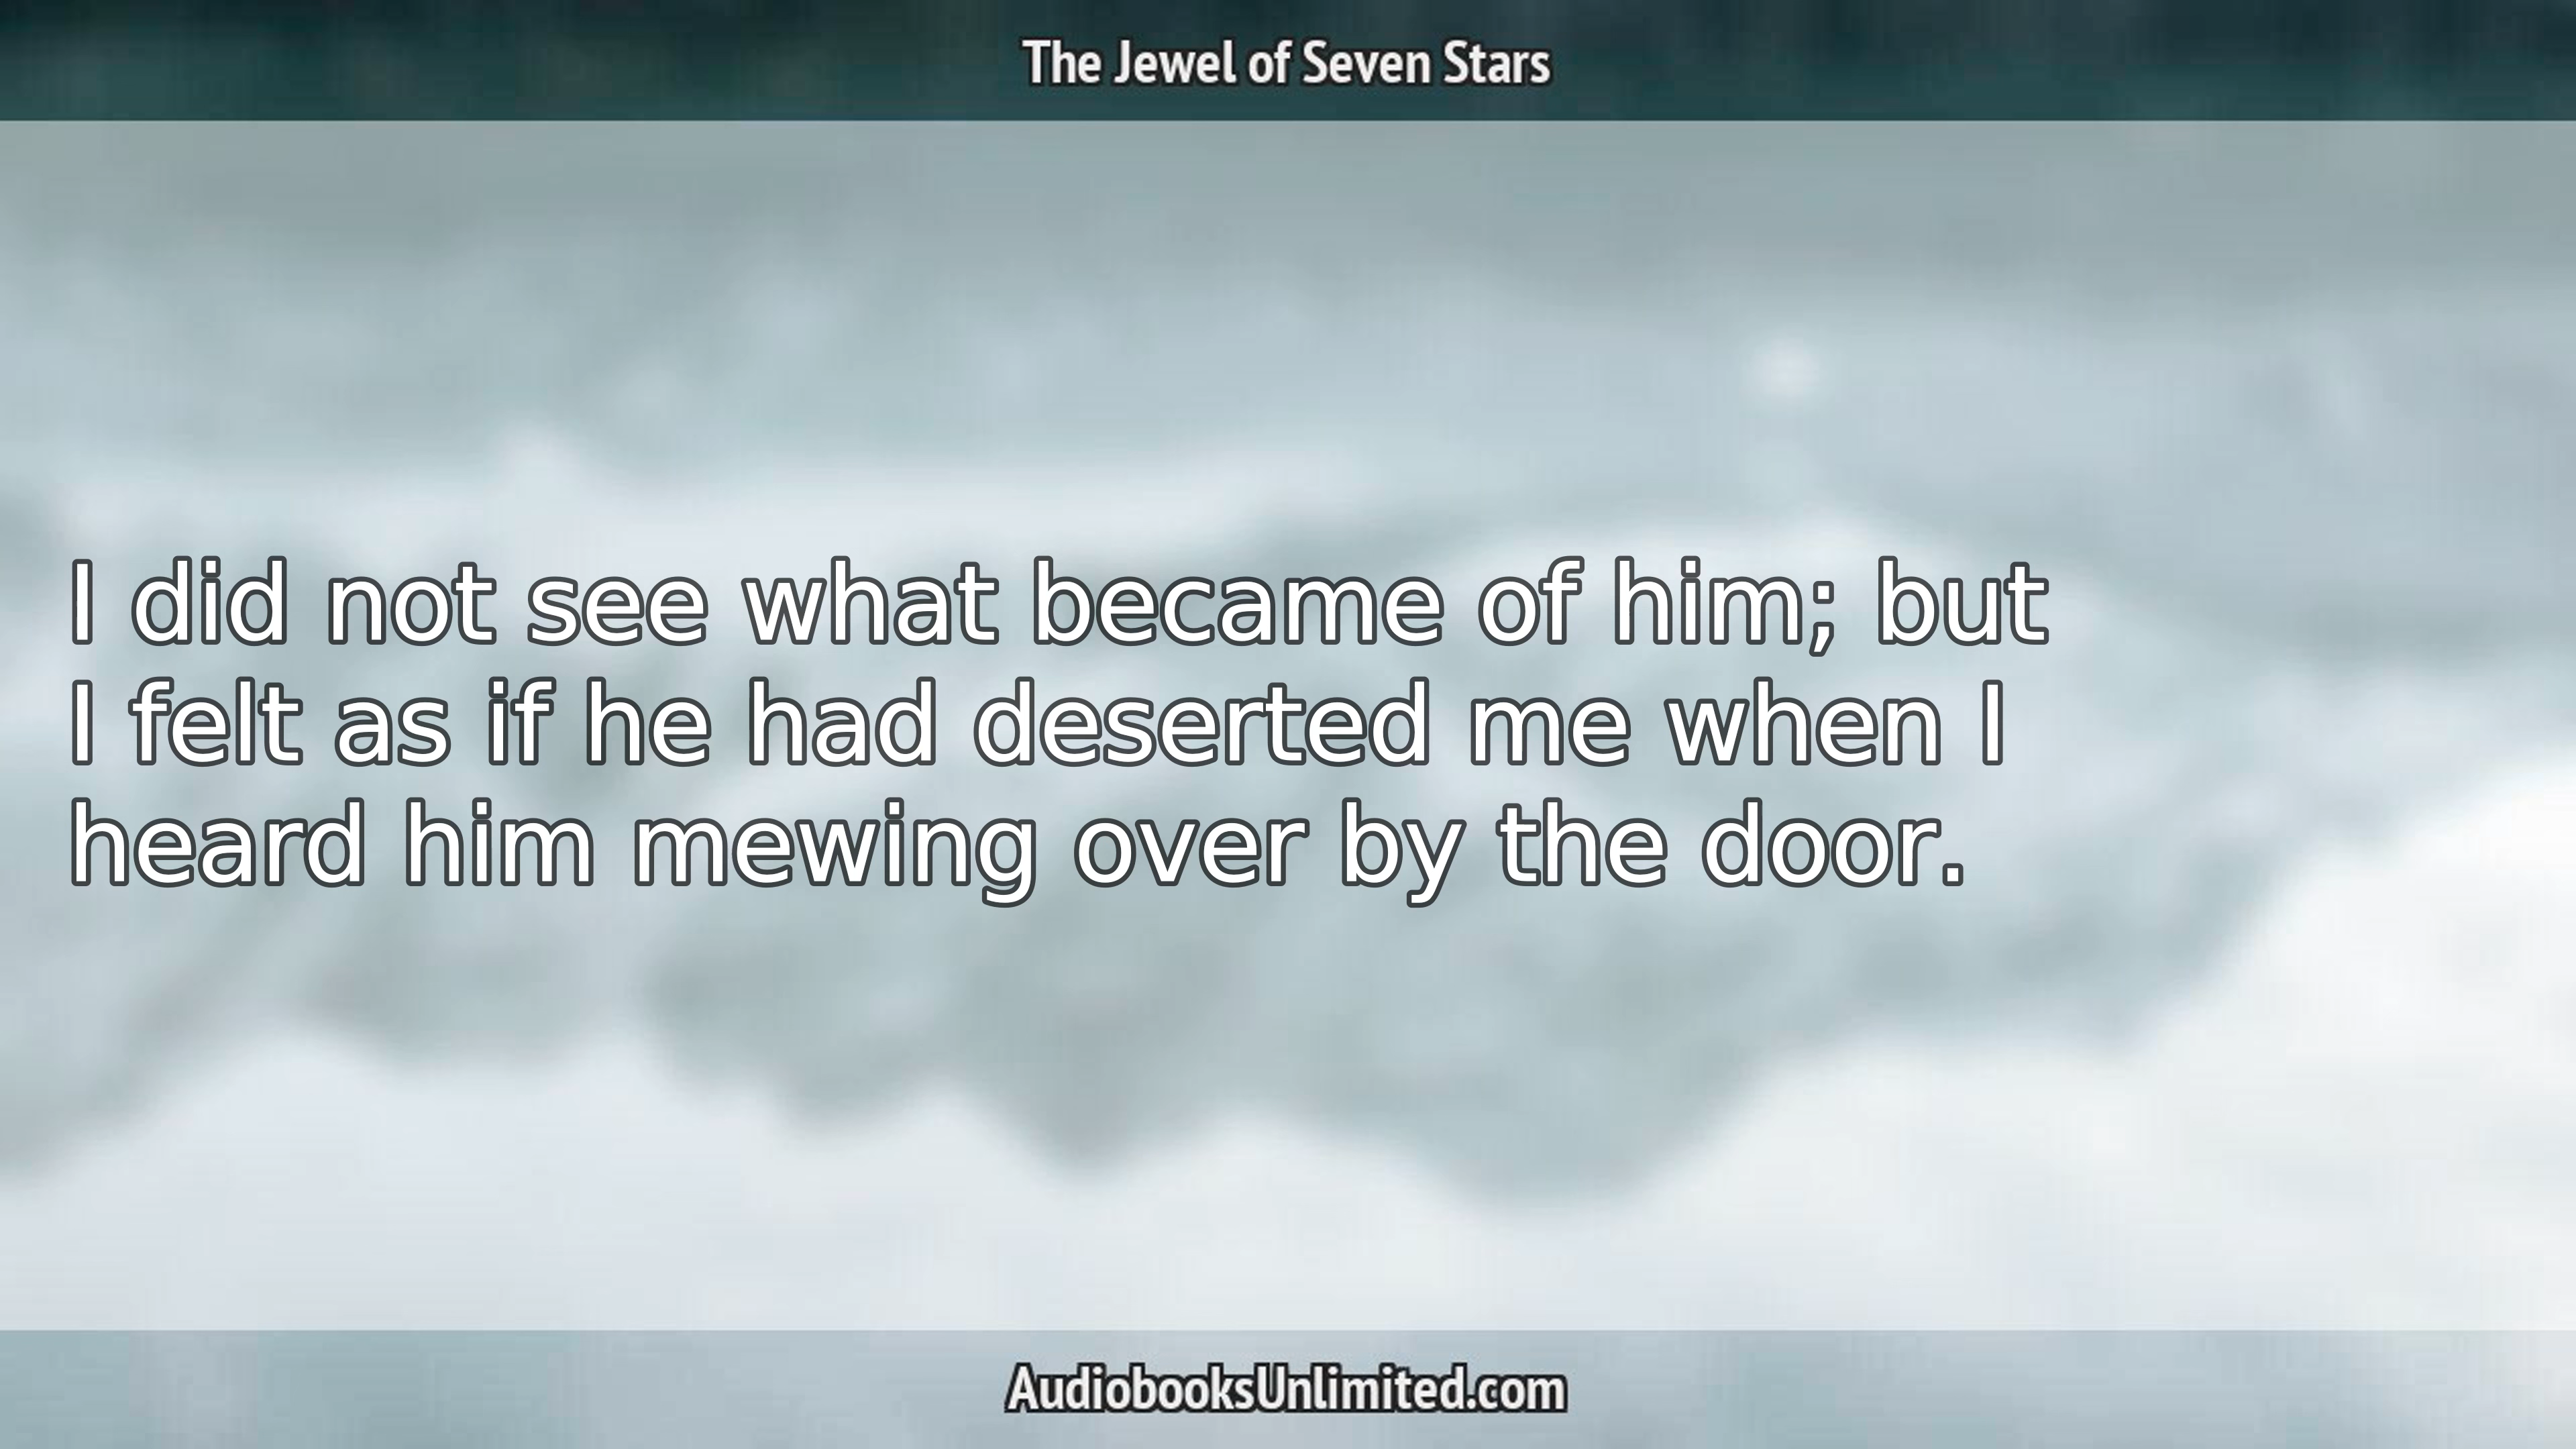 The Jewel of Seven Stars
I did not see what became of him; but
I felt as if he had deserted me when I
heard him mewing over by the door.
AudiobooksUnlimited.com